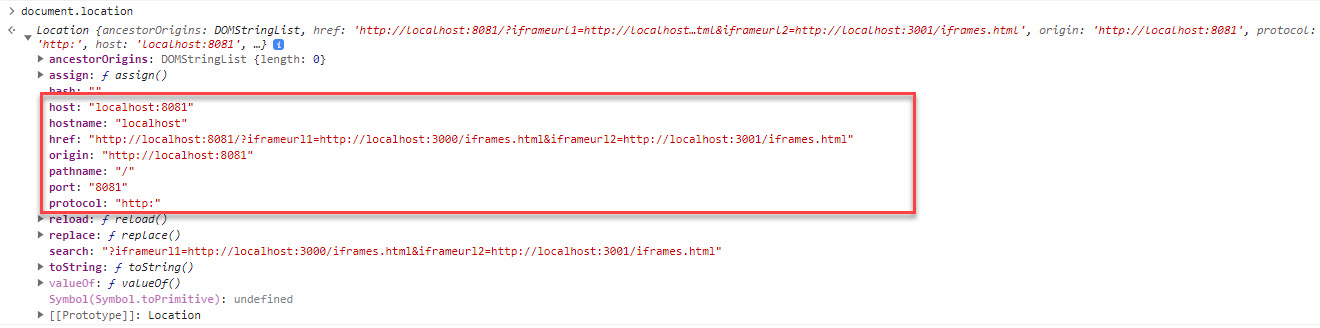 document.location
Location {ancestorOrigins: DOMStringList, href: 'http://localhost:8081/?iframeurl1=http://localhost…tml&iframeurl2=http://localhost:3001/iframes.html', origin: 'http://localhost:8081', protocol:
'http:', host: 'localhost:8081', …}
ancestorOrigins: DOMStringList {length: 0}
assign: ƒ assign()
hash: ""
host: "localhost:8081"
hostname: "localhost"
href: "http://localhost:8081/?iframeurl1=http://localhost:3000/iframes.html&iframeurl2=http://localhost:3001/iframes.html"
origin: "http://localhost:8081"
pathname: "/"
port: "8081"
protocol: "http:"
reload: ƒ reload()
replace: ƒ replace()
search: "?iframeurl1=http://localhost:3000/iframes.html&iframeurl2=http://localhost:3001/iframes.html"
toString: ƒ toString()
valueOf: ƒ valueOf()
Symbol(Symbol.toPrimitive): undefined
[[Prototype]]: Location